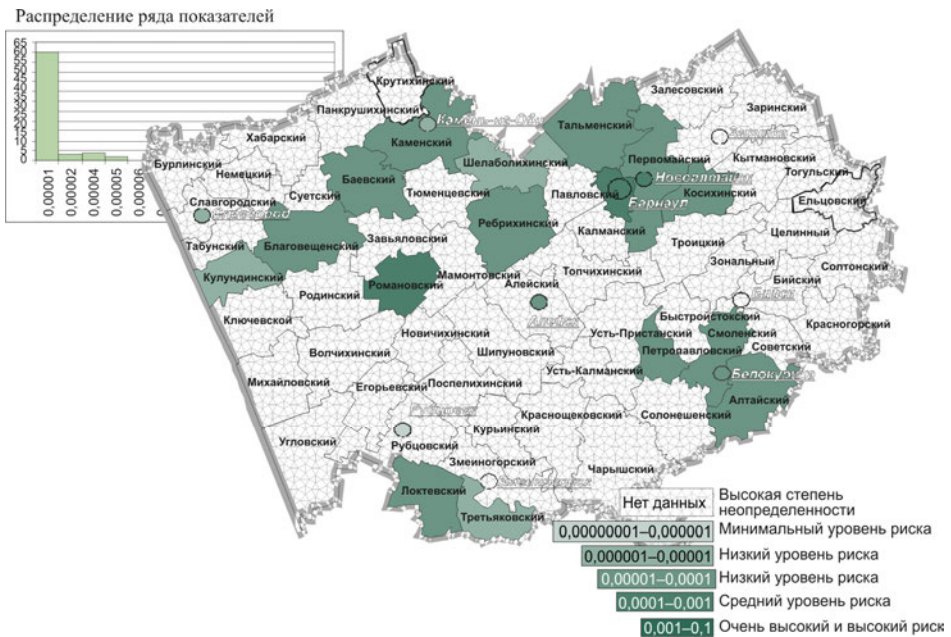 Распределение ряда показателей
65
60
55
50
45
40
35
30
25
20
15
10
5
0
0,00001
0,00002
0,00004
0,00005
0,00006
Крутихинский
Панкрушихинский
Залесовский
Камень-на-Оби
Хабарский
Тальменский
Заринский
Каменский
Бурлинский
Шелаболихинский
Первомайский
Кытмановский
Немецкий
Баевский
Новоалтайск
Тогульский
Суетский
Тюменцевский
Павловский
Косихинский
Славгородский
Барнаул
Ельцовский
Ребрихинский
Калманский
Целинный
Табунский
Благовещенский
Завьяловский
Троицкий
Зональный
Солтонский
Кулундинский
Мамонтовский
Топчихинский
Бийский
Романовский
Алейский
Родинский
Быстроистокский
Красногорский
Ключевской
Новичихинский
Усть-Пристанский
Смоленский
Советский
Волчихинский
Шипуновский
Петропавловский
Усть-Калманский
Михайловский
Егорьевский
Поспелихинский
Алтайский
Краснощековский
Солонешенский
Угловский
Рубцовский
Курьинский
Змеиногорский
Чарышский
Локтевский
Третьяковский
Нет данных Высокая степень
неопределенности
0,00000001–0,000001 Минимальный уровень риска
0,000001–0,00001 Низкий уровень риска
0,00001–0,0001 Низкий уровень риска
0,0001–0,001 Средний уровень риска
0,001–0,1 Очень высокий и высокий риск